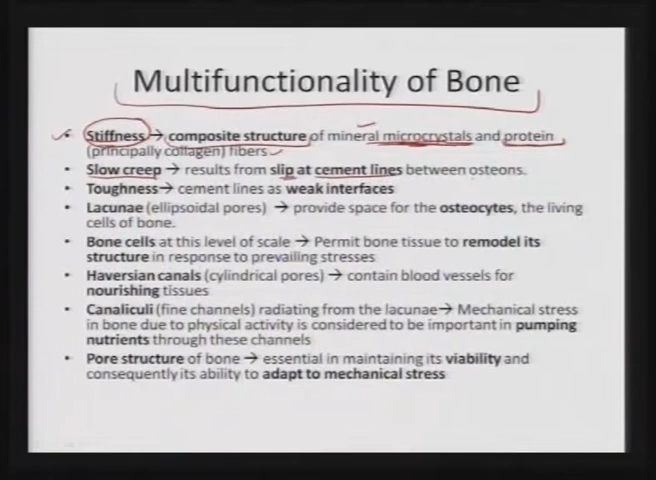 Multifunctionality of Bone
• Stiffness → composite structure of mineral microcrystals and protein
(principally collagen) fibers
• Slow creep → results from slip at cement lines between osteons.
• Toughness → cement lines as weak interfaces
• Lacunae (ellipsoidal pores) → provide space for the osteocytes, the living
cells of bone.
• Bone cells at this level of scale → Permit bone tissue to remodel its
structure in response to prevailing stresses
• Haversian canals (cylindrical pores) → contain blood vessels for
nourishing tissues
• Canaliculi (fine channels) radiating from the lacunae → Mechanical stress
in bone due to physical activity is considered to be important in pumping
nutrients through these channels
• Pore structure of bone → essential in maintaining its viability and
consequently its ability to adapt to mechanical stress